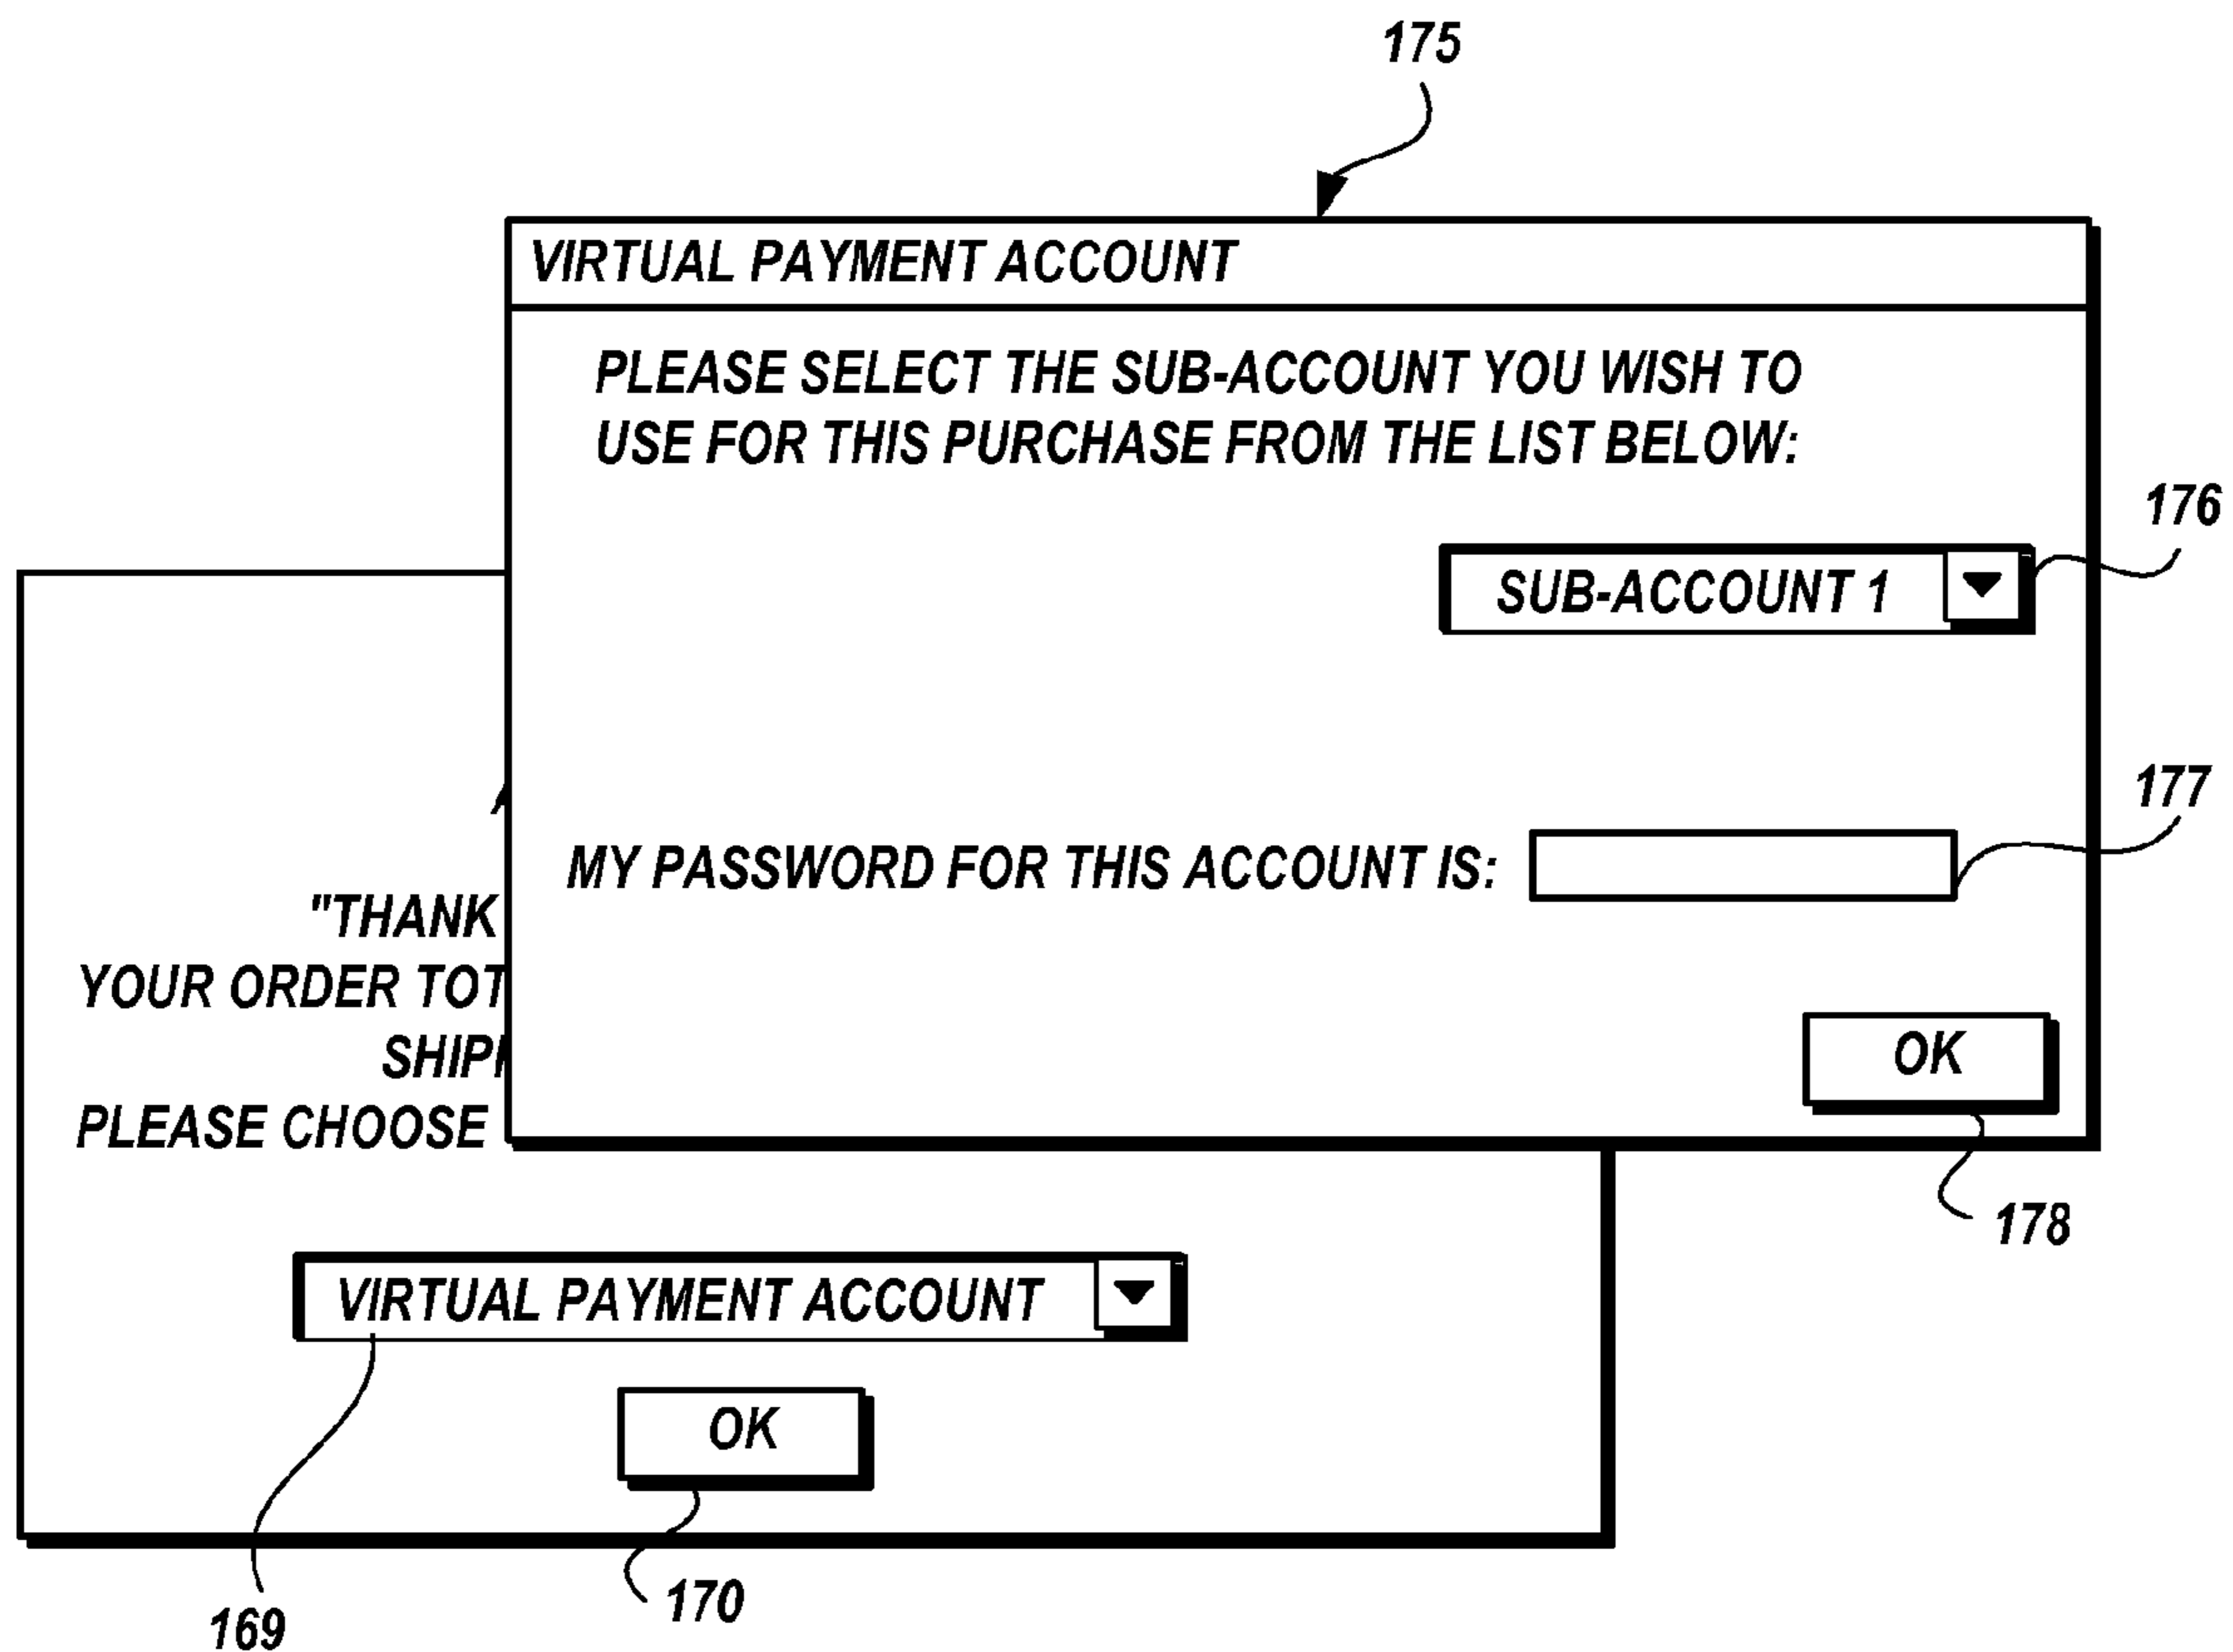 175
VIRTUAL PAYMENT ACCOUNT
PLEASE SELECT THE SUB-ACCOUNT YOU WISH TO
USE FOR THIS PURCHASE FROM THE LIST BELOW:
176
SUB-ACCOUNT 1
177
MY PASSWORD FOR THIS ACCOUNT IS:
OK
178
"THANK
YOUR ORDER TOT
SHIP
PLEASE CHOOSE
VIRTUAL PAYMENT ACCOUNT
OK
169
170